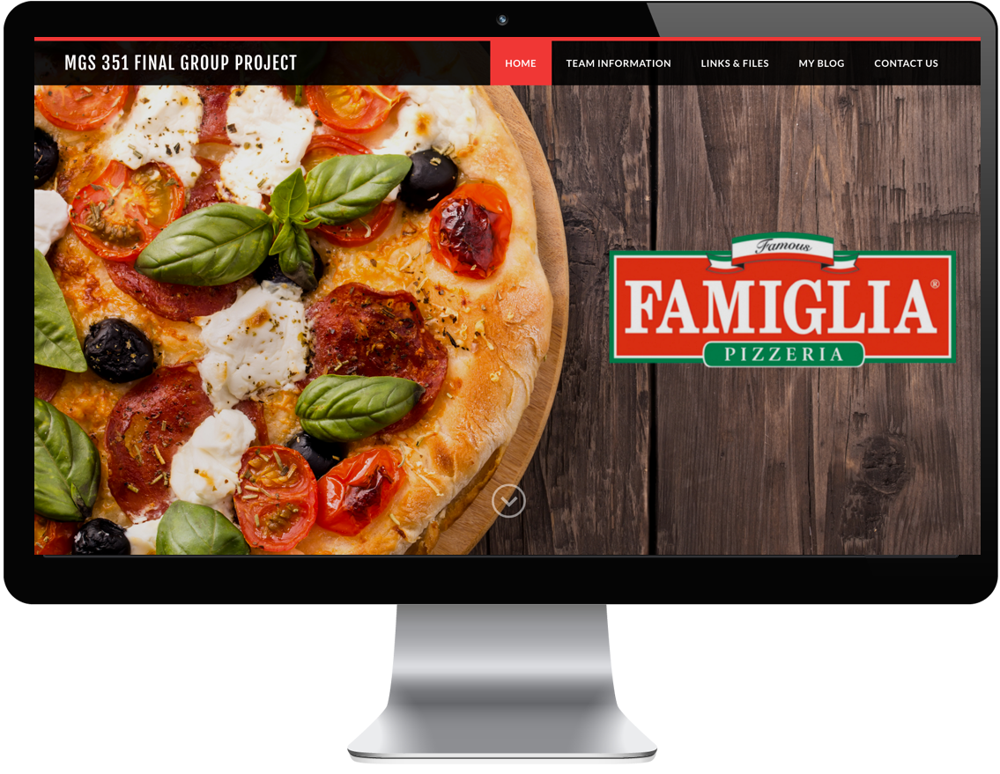 MGS 351 FINAL GROUP PROJECT
HOME TEAM INFORMATION LINKS & FILES MY BLOG CONTACT US
Famous
FAMIGLIA®
PIZZERIA